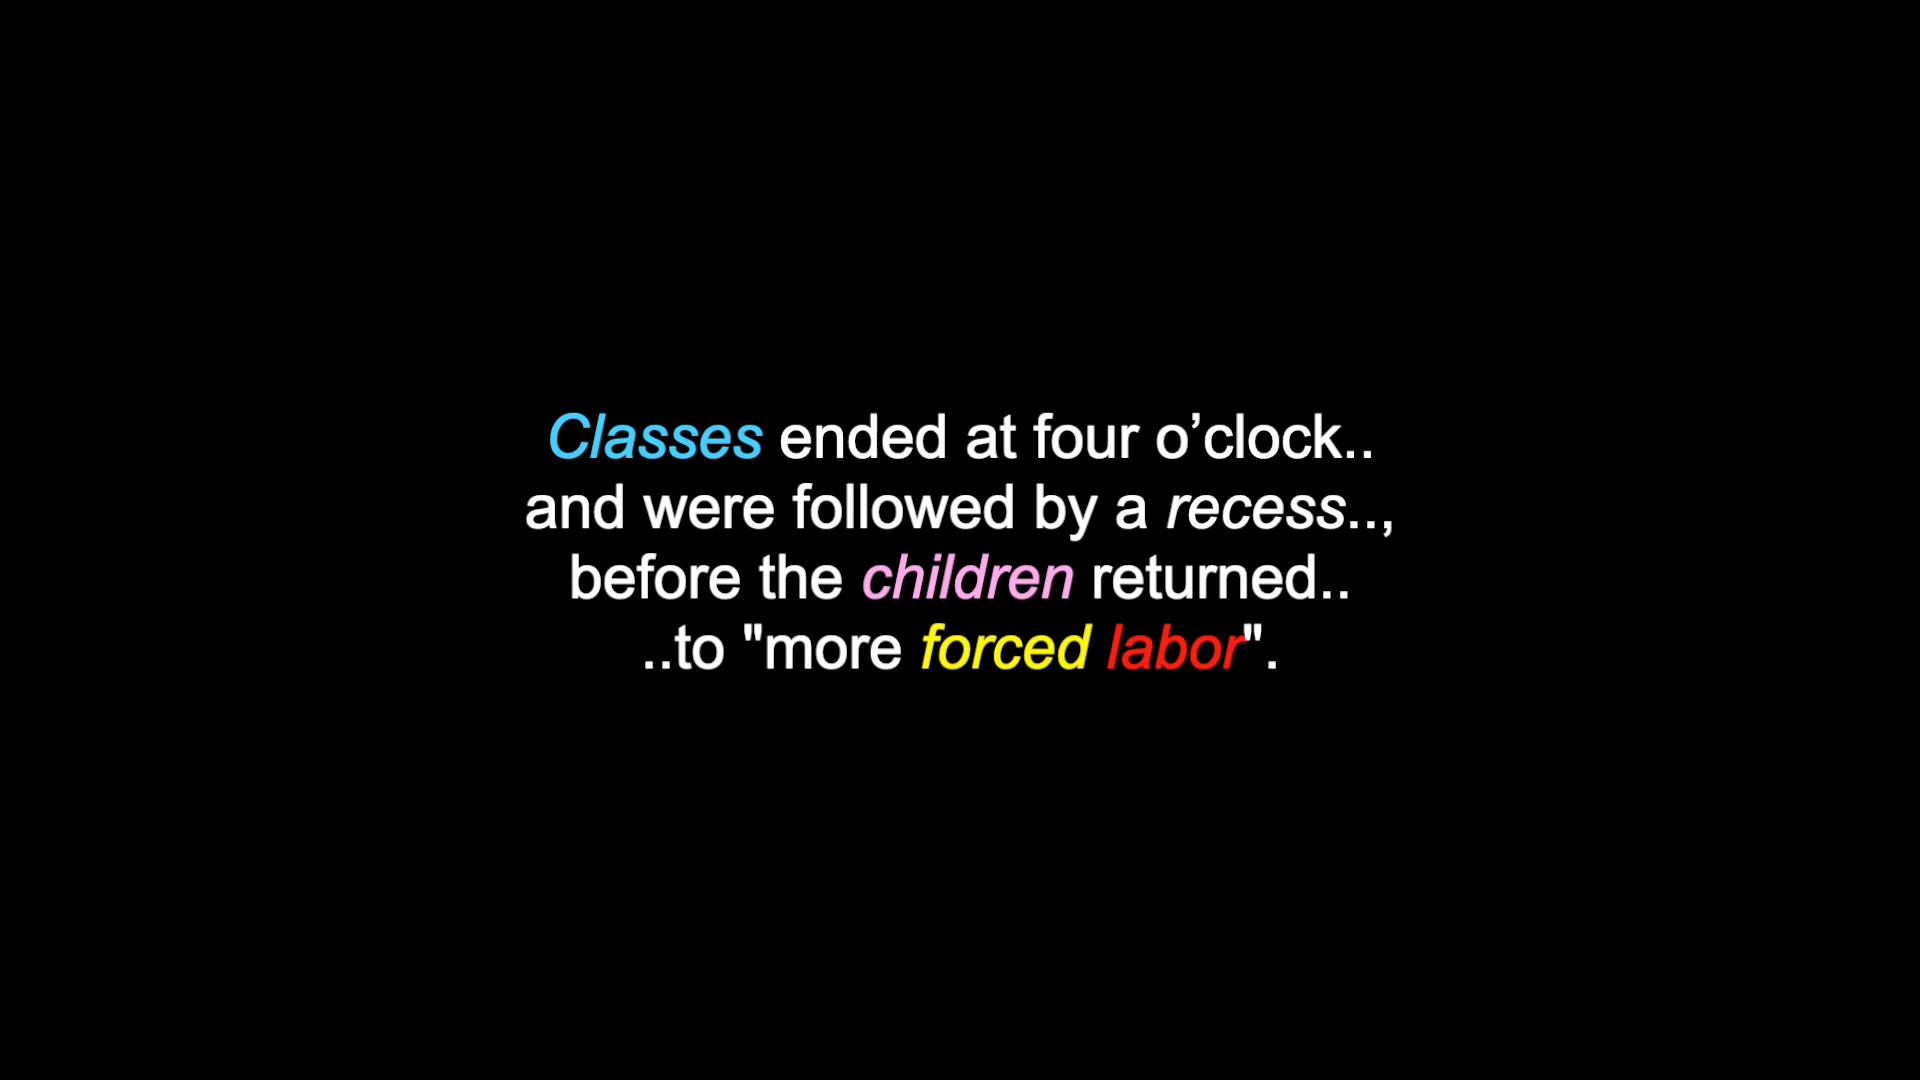 Classes ended at four o’clock..
and were followed by a recess..,
before the children returned..
..to "more forced labor".